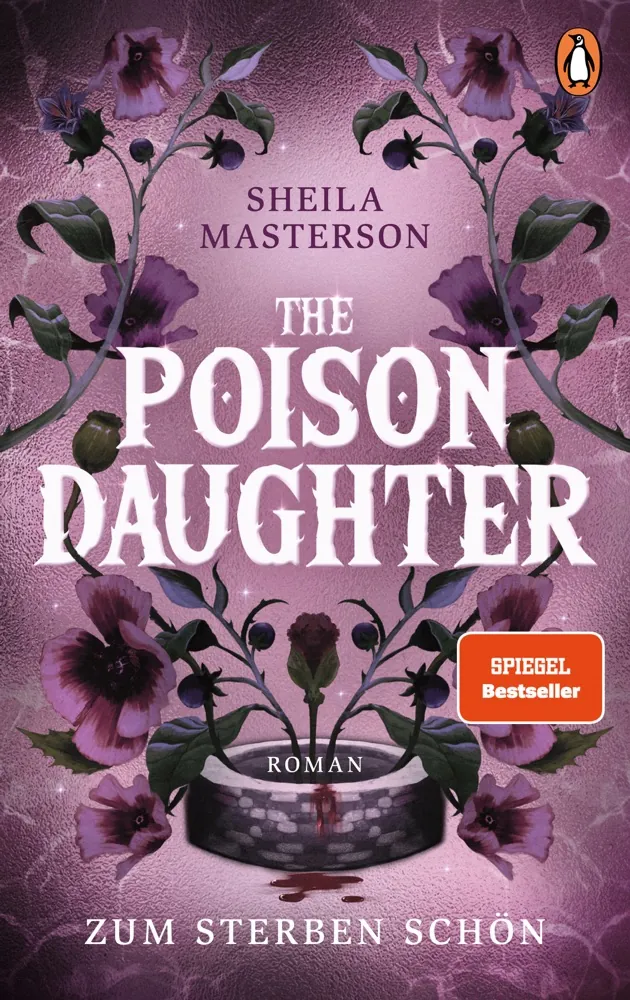 SHEILA
MASTERSON
THE
POISON
DAUGHTER
SPIEGEL
Bestseller
ROMAN
ZUM STERBEN SCHÖN